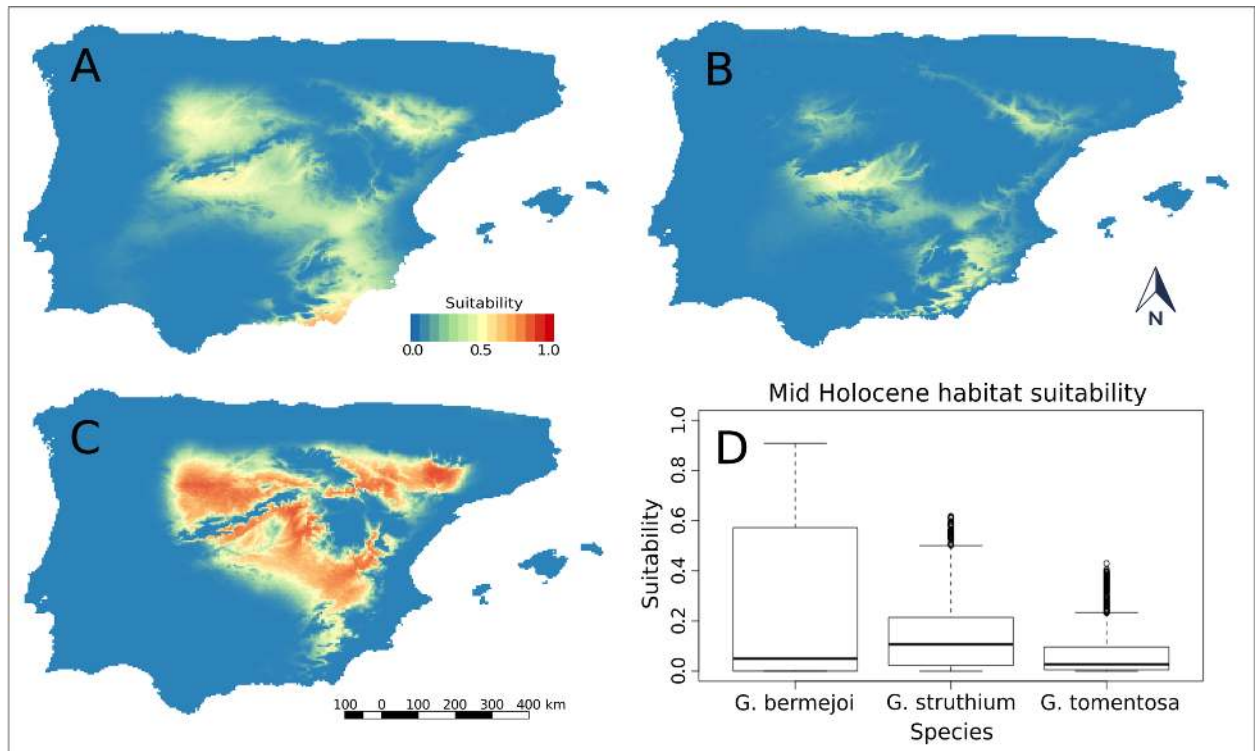 A
B
Suitability
0.0 0.5 1.0
N
C
100 0 100 200 300 400 km
Mid Holocene habitat suitability
D
Suitability
0.0 0.2 0.4 0.6 0.8 1.0
G. bermejoi G. struthium G. tomentosa
Species